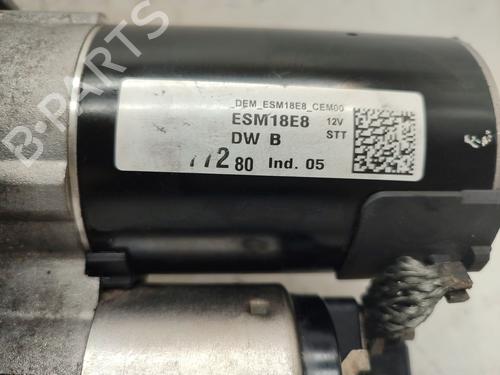 B-PARTS
_DEM_ESM18E8_CEM00
ESM18E8 12V
DW B STT
80 Ind. 05